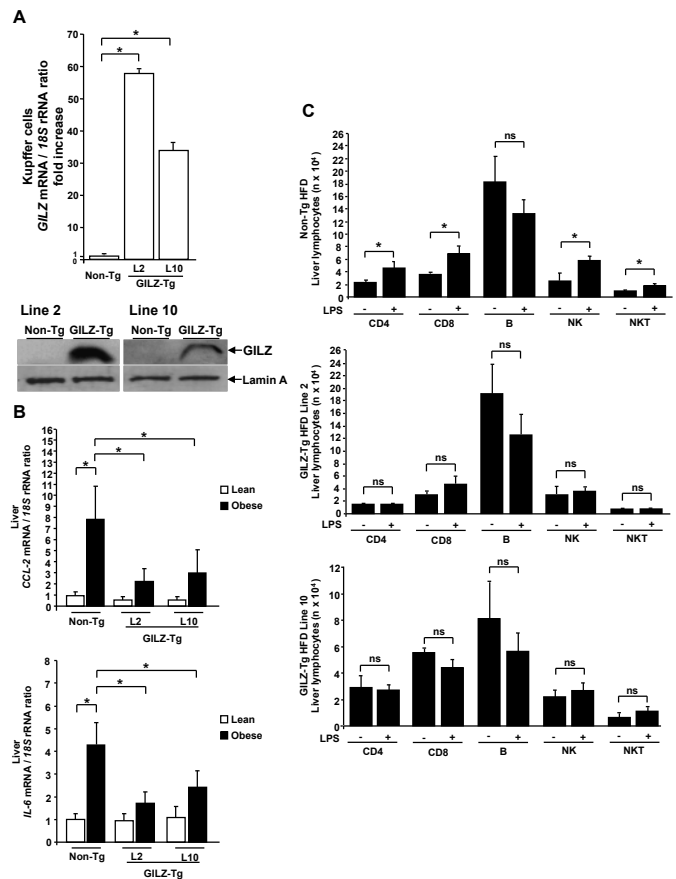 A
Kupffer cells
GILZ mRNA / 18S rRNA ratio
fold increase
70
60
50
40
30
20
10
1
0
*
*
Non-Tg
L2
L10
GILZ-Tg
Line 2
Line 10
Non-Tg GILZ-Tg
Non-Tg GILZ-Tg
GILZ
Lamin A
B
Liver
CCL-2 mRNA / 18S rRNA ratio
16
15
14
13
12
11
10
9
8
7
6
5
4
3
2
1
0
*
*
*
Lean
Obese
Non-Tg
L2
L10
GILZ-Tg
Liver
IL-6 mRNA / 18S rRNA ratio
8
7
6
5
4
3
2
1
0
*
*
*
Lean
Obese
Non-Tg
L2
L10
GILZ-Tg
C
Non-Tg HFD
Liver lymphocytes (n x 10⁴)
26
24
22
20
18
16
14
12
10
8
6
4
2
0
*
*
ns
*
*
LPS - + - + - + - + - +
CD4 CD8 B NK NKT
GILZ-Tg HFD Line 2
Liver lymphocytes (n x 10⁴)
26
24
22
20
18
16
14
12
10
8
6
4
2
0
ns
ns
ns
ns
ns
LPS - + - + - + - + - +
CD4 CD8 B NK NKT
GILZ-Tg HFD Line 10
Liver lymphocytes (n x 10⁴)
12
10
8
6
4
2
0
ns
ns
ns
ns
ns
LPS - + - + - + - + - +
CD4 CD8 B NK NKT